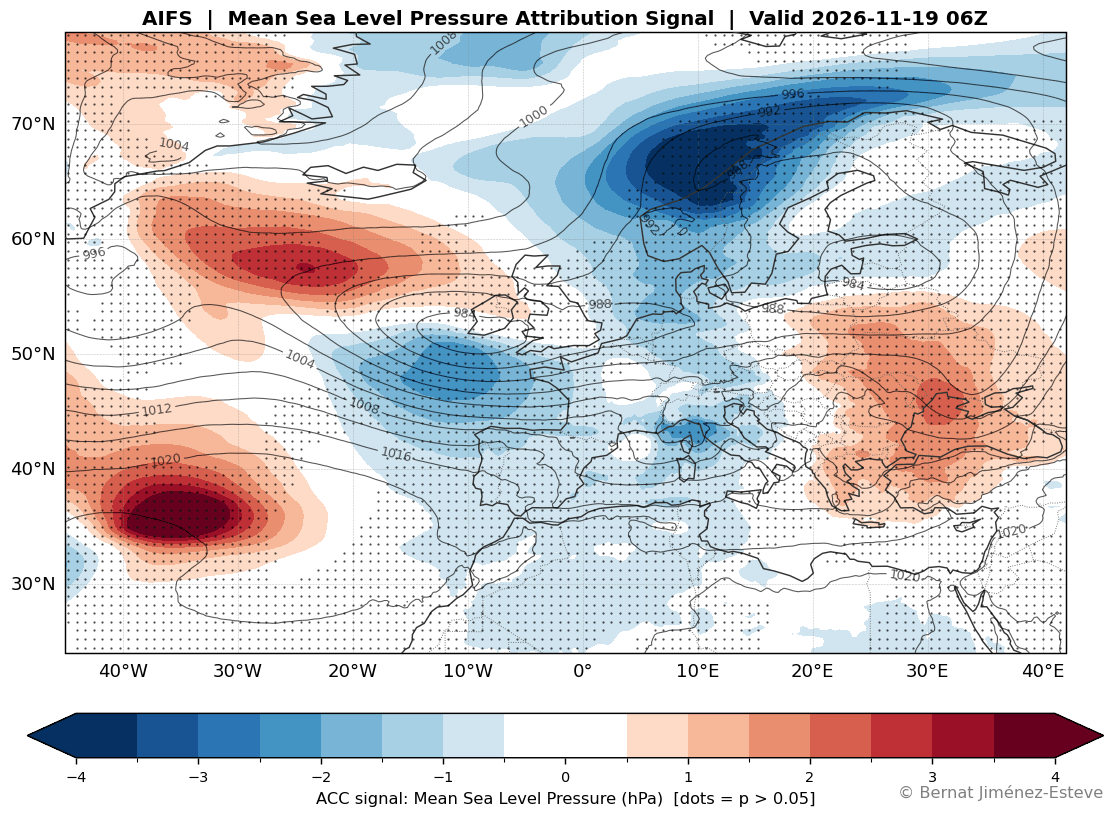 AIFS | Mean Sea Level Pressure Attribution Signal | Valid 2026-11-19 06Z
1008
996
70°N
1000
992
1004
988
60°N
992
996
984
984
988
988
50°N
1004
1012
1008
1020
1016
40°N
1020
30°N
1020
40°W 30°W 20°W 10°W 0° 10°E 20°E 30°E 40°E
−4 −3 −2 −1 0 1 2 3 4
ACC signal: Mean Sea Level Pressure (hPa) [dots = p > 0.05]
© Bernat Jiménez-Esteve